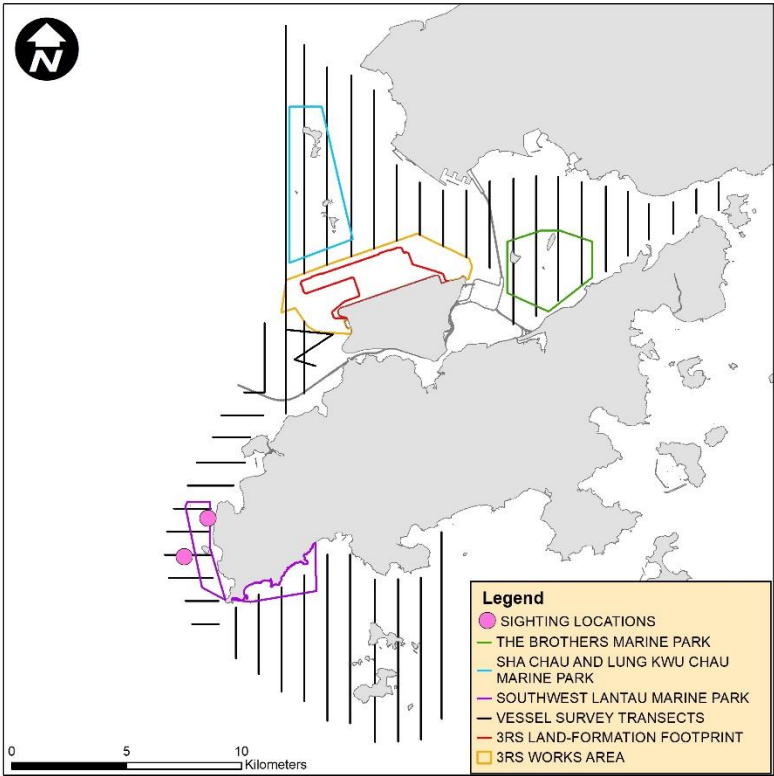 N
Legend
SIGHTING LOCATIONS
THE BROTHERS MARINE PARK
SHA CHAU AND LUNG KWU CHAU
MARINE PARK
SOUTHWEST LANTAU MARINE PARK
VESSEL SURVEY TRANSECTS
3RS LAND-FORMATION FOOTPRINT
3RS WORKS AREA
0 5 10
Kilometers